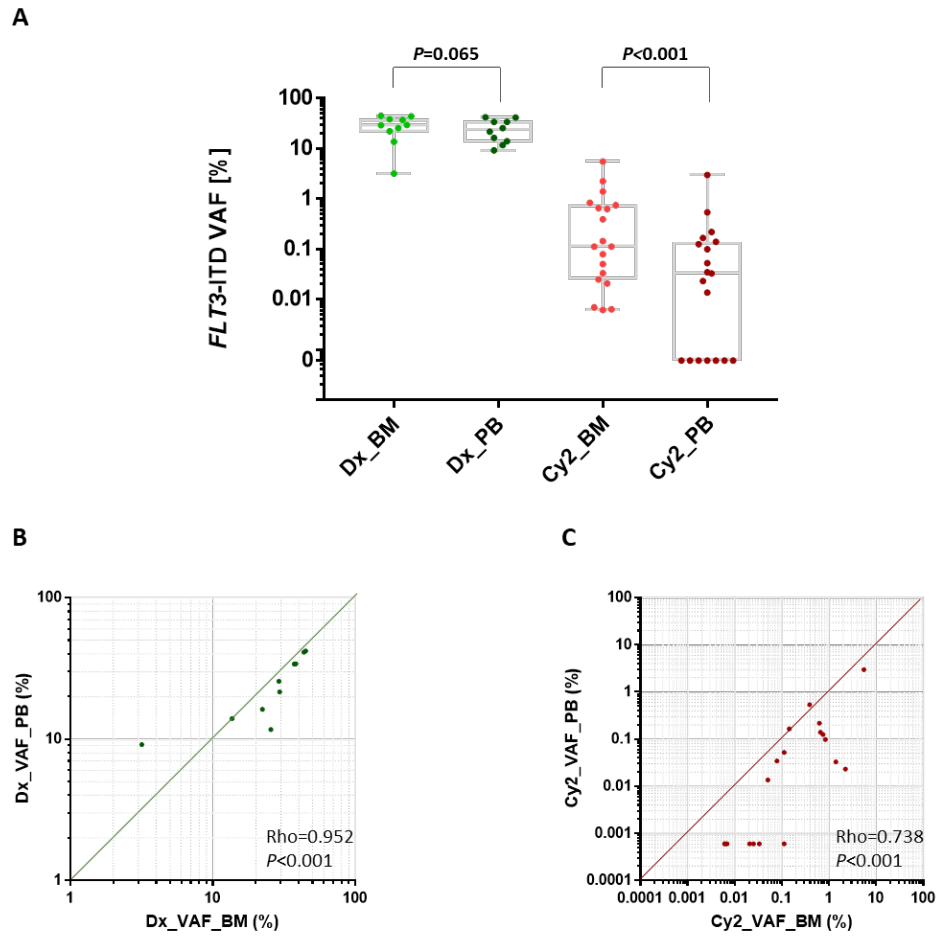 A
P=0.065
P<0.001
FLT3-ITD VAF [%]
100
10
1
0.1
0.01
0
Dx_BM
Dx_PB
Cy2_BM
Cy2_PB
B
Dx_VAF_PB (%)
100
10
1
Rho=0.952
P<0.001
1
10
100
Dx_VAF_BM (%)
C
Cy2_VAF_PB (%)
100
10
1
0.1
0.01
0.001
0.0001
Rho=0.738
P<0.001
0.0001
0.001
0.01
0.1
1
10
100
Cy2_VAF_BM (%)